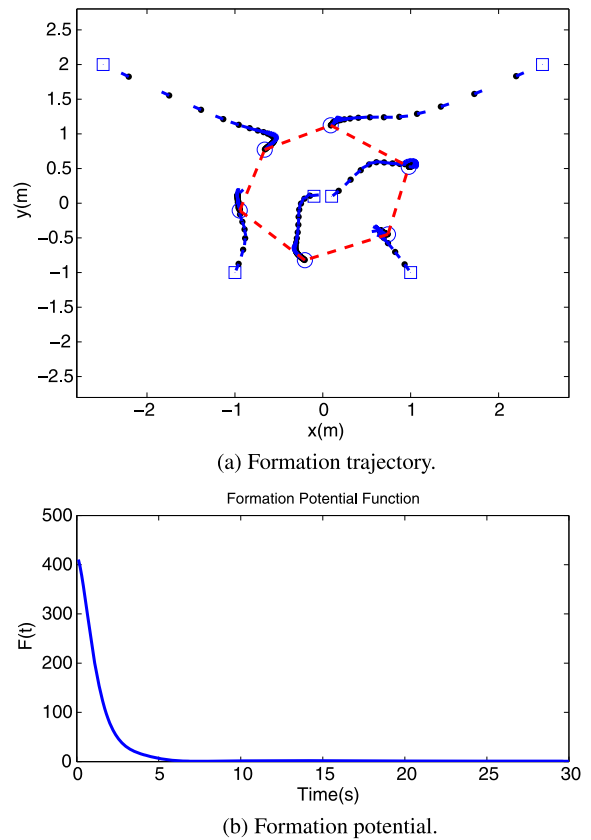 2.5
2
1.5
1
0.5
0
−0.5
−1
−1.5
−2
−2.5
y(m)
−2 −1 0 1 2
x(m)
(a) Formation trajectory.
Formation Potential Function
500
400
300
200
100
0
F(t)
0 5 10 15 20 25 30
Time(s)
(b) Formation potential.